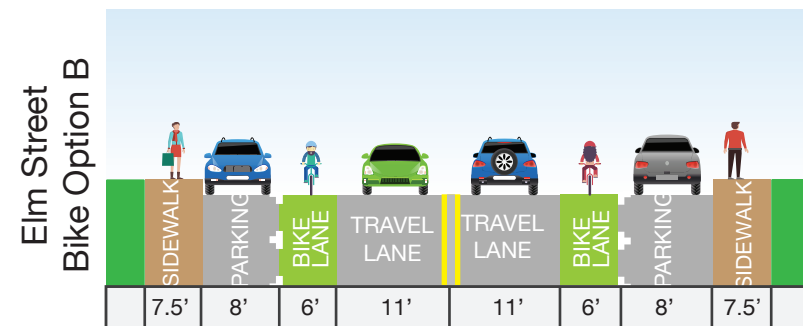 Elm Street
Bike Option B
SIDEWALK
PARKING
BIKE
LANE
TRAVEL
LANE
TRAVEL
LANE
BIKE
LANE
PARKING
SIDEWALK
7.5’ 8’ 6’ 11’ 11’ 6’ 8’ 7.5’